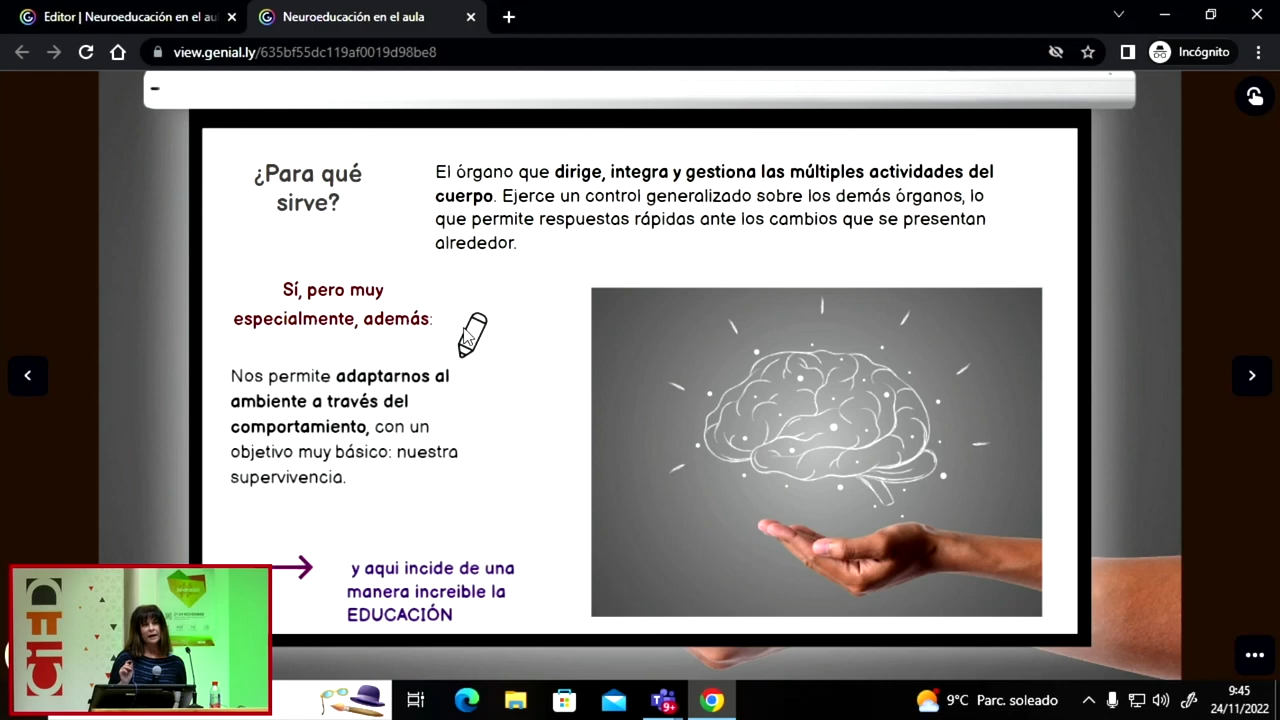 Editor | Neuroeducación en el au
Neuroeducación en el aula
view.genial.ly/635bf55dc119af0019d98be8
Incógnito
¿Para qué
sirve?
El órgano que dirige, integra y gestiona las múltiples actividades del
cuerpo. Ejerce un control generalizado sobre los demás órganos, lo
que permite respuestas rápidas ante los cambios que se presentan
alrededor.
Sí, pero muy
especialmente, además:
Nos permite adaptarnos al
ambiente a través del
comportamiento, con un
objetivo muy básico: nuestra
supervivencia.
y aqui incide de una
manera increible la
EDUCACIÓN
CiED
9+
9°C Parc. soleado
9:45
24/11/2022